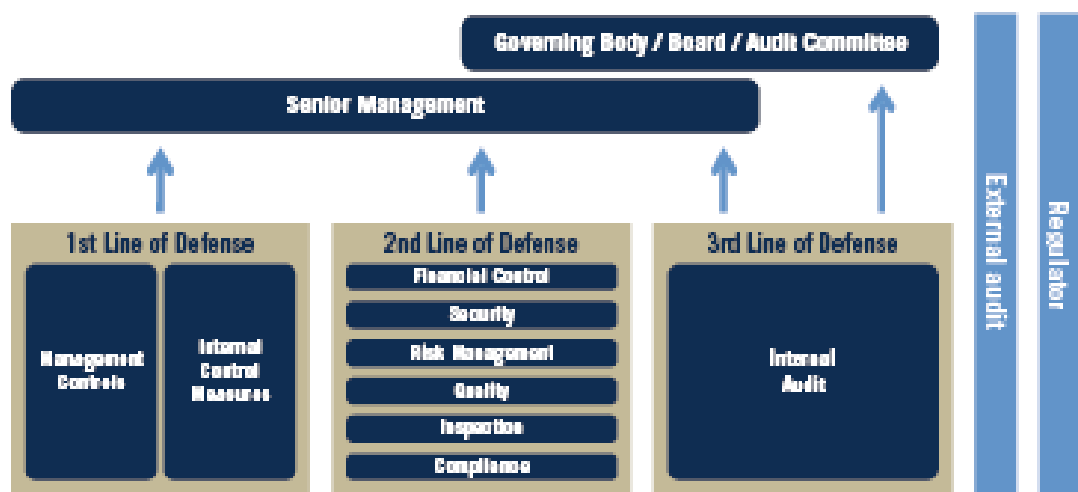 Governing Body / Board / Audit Committee
Senior Management
1st Line of Defense
Management
Controls
Internal
Control
Measures
2nd Line of Defense
Financial Control
Security
Risk Management
Quality
Inspection
Compliance
3rd Line of Defense
Internal
Audit
External audit
Regulator